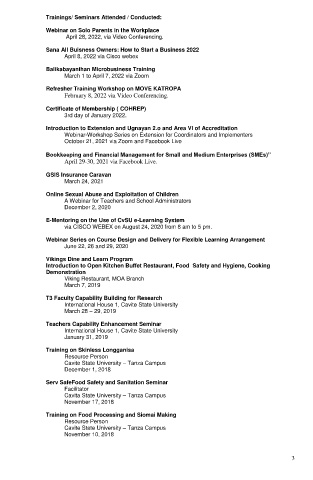 Trainings/ Seminars Attended / Conducted:
Webinar on Solo Parents in the Workplace
April 28, 2022, via Video Conferencing.
Sana All Buisness Owners: How to Start a Business 2022
April 8, 2022 via Cisco webex
Balikabayanthan Microbusiness Training
March 1 to April 7, 2022 via Zoom
Refresher Training Workshop on MOVE KATROPA
February 8, 2022 via Video Conferencing.
Certificate of Membership ( COHREP)
3rd day of January 2022.
Introduction to Extension and Ugnayan 2.o and Area VI of Accreditation
Webinar-Workshop Series on Extension for Coordinators and Implementers
October 21, 2021 via Zoom and Facebook Live
Bookkeeping and Financial Management for Small and Medium Enterprises (SMEs)"
April 29-30, 2021 via Facebook Live.
GSIS Insurance Caravan
March 24, 2021
Online Sexual Abuse and Exploitation of Children
A Webinar for Teachers and School Administrators
December 2, 2020
E-Mentoring on the Use of CvSU e-Learning System
via CISCO WEBEX on August 24, 2020 from 8 am to 5 pm.
Webinar Series on Course Design and Delivery for Flexible Learning Arrangement
June 22, 26 and 29, 2020
Vikings Dine and Learn Program
Introduction to Open Kitchen Buffet Restaurant, Food Safety and Hygiene, Cooking
Demonstration
Viking Restaurant, MOA Branch
March 7, 2019
T3 Faculty Capability Building for Research
International House 1, Cavite State University
March 28 – 29, 2019
Teachers Capability Enhancement Seminar
International House 1, Cavite State University
January 31, 2019
Training on Skinless Longganisa
Resource Person
Cavite State University – Tanza Campus
December 1, 2018
Serv SafeFood Safety and Sanitation Seminar
Facilitator
Cavita State University – Tanza Campus
November 17, 2018
Training on Food Processing and Siomai Making
Resource Person
Cavite State University – Tanza Campus
November 10, 2018
3